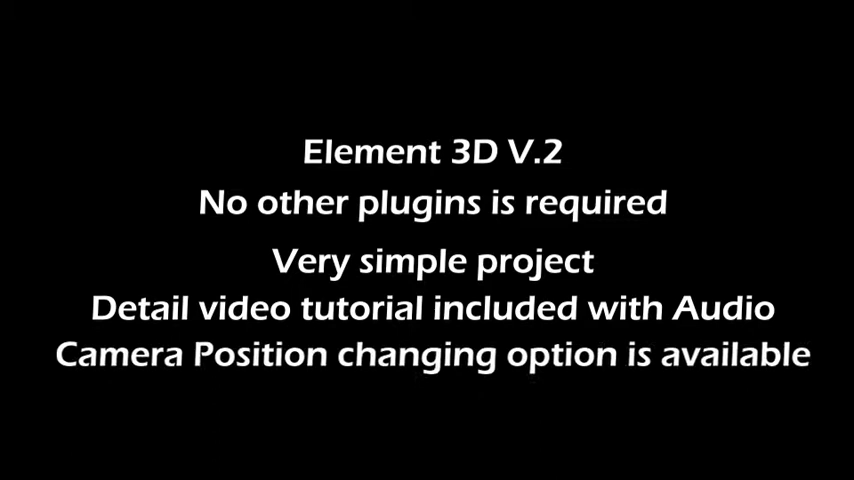 Element 3D V.2
No other plugins is required
Very simple project
Detail video tutorial included with Audio
Camera Position changing option is available